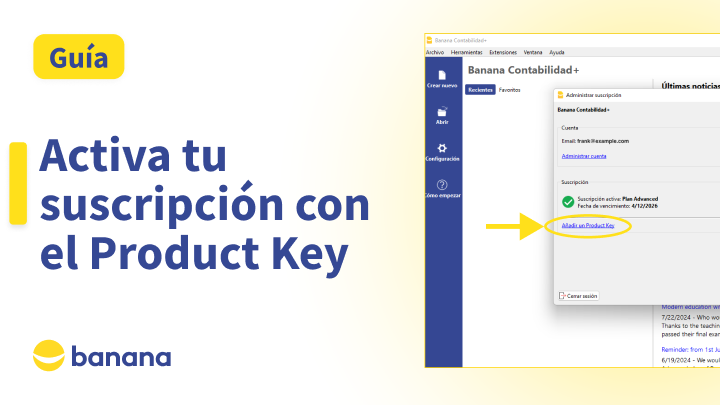 Guía
Activa tu
suscripción con
el Product Key
banana
Banana Contabilidad+
Archivo Herramientas Extensiones Ventana Ayuda
Crear nuevo
Abrir
Configuración
Cómo empezar
Banana Contabilidad+
Recientes Favoritos
Últimas noticias
Administrar suscripción
Banana Contabilidad+
Cuenta
Email: frank@example.com
Administrar cuenta
Suscripción
Suscripción activa: Plan Advanced
Fecha de vencimiento: 4/12/2026
Añadir un Product Key
Cerrar sesión
Modern education wi
7/22/2024 - Who wo
Thanks to the teachin
passed their final exa
Reminder: from 1st Ju
6/19/2024 - We woul